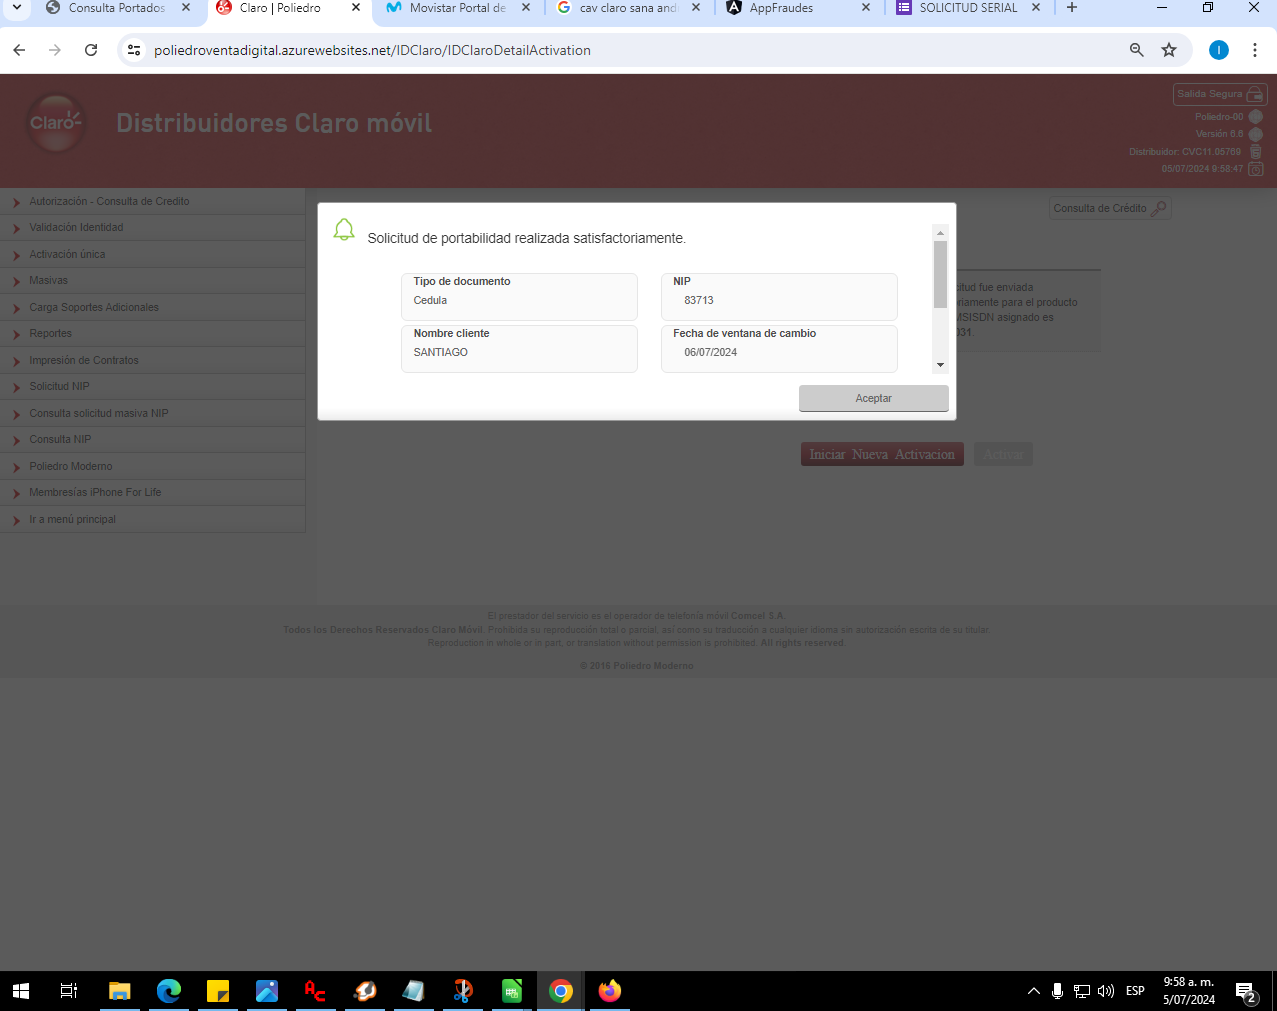 Consulta Portados
Claro | Poliedro
Movistar Portal de
cav claro sana and
AppFraudes
SOLICITUD SERIAL
poliedroventadigital.azurewebsites.net/IDClaro/IDClaroDetailActivation
I
Claro
Distribuidores Claro móvil
Salida Segura
Poliedro-00
Versión 6.6
Distribuidor: CVC11.05769
05/07/2024 9:58:47
Autorización - Consulta de Credito
Validación Identidad
Activación única
Masivas
Carga Soportes Adicionales
Reportes
Impresión de Contratos
Solicitud NIP
Consulta solicitud masiva NIP
Consulta NIP
Poliedro Moderno
Membresías IPhone For Life
Ir a menú principal
Consulta de Crédito
Solicitud de portabilidad realizada satisfactoriamente.
Tipo de documento
Cedula
NIP
83713
Nombre cliente
SANTIAGO
Fecha de ventana de cambio
06/07/2024
Aceptar
citud fue enviada
oriamente para el producto
MSISDN asignado es
031.
Iniciar Nueva Activacion
Activar
El prestador del servicio es el operador de telefonía móvil Comcel S.A.
Todos los Derechos Reservados Claro Móvil. Prohibida su reproducción total o parcial, así como su traducción a cualquier idioma sin autorización escrita de su titular.
Reproduction in whole or in part, or translation without permission is prohibited. All rights reserved.
© 2016 Poliedro Moderno
ESP
9:58 a. m.
5/07/2024
2